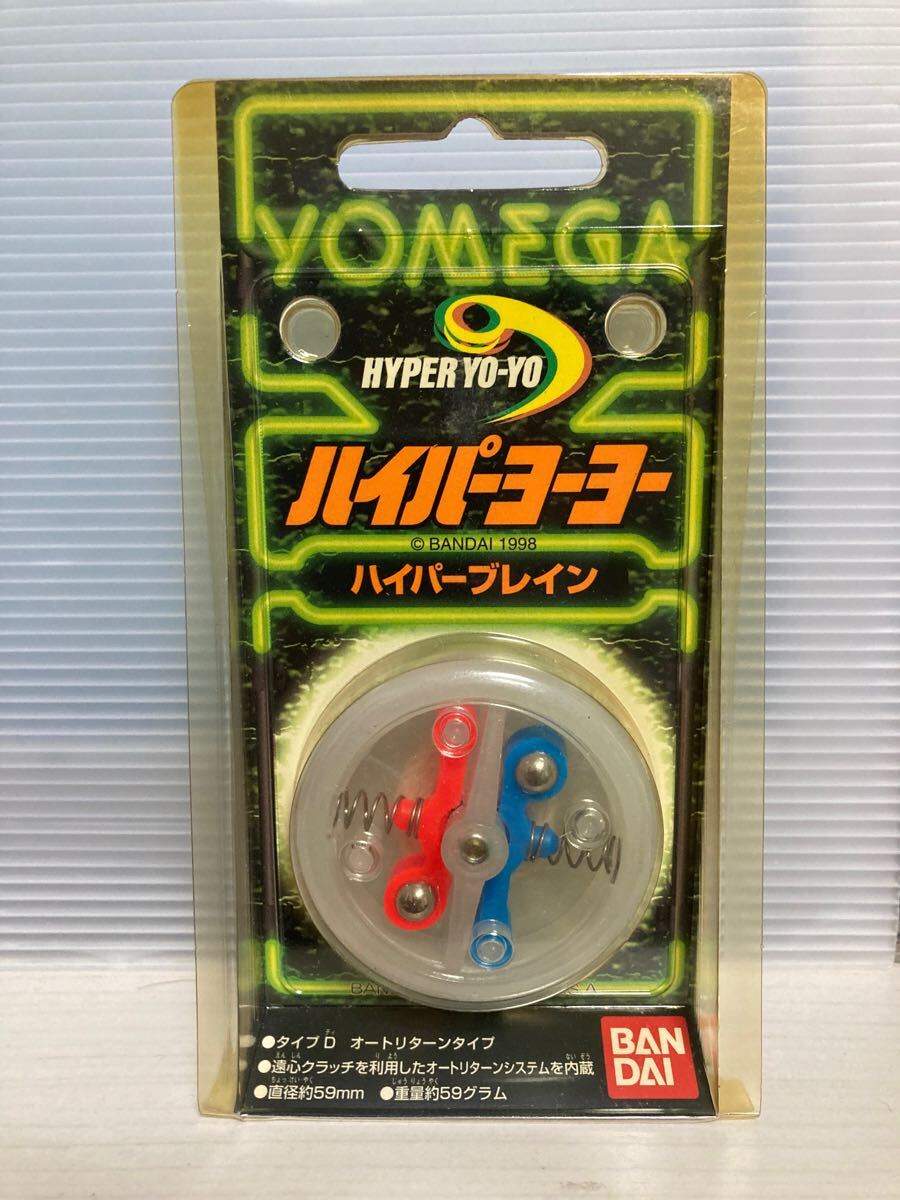 YOMEGA
HYPER YO-YO
ハイパーヨーヨー
© BANDAI 1998
ハイパーブレイン
●タイプD オートリターンタイプ
●遠心クラッチを利用したオートリターンシステムを内蔵
●直径約59mm ●重量約59グラム
BAN
DAI